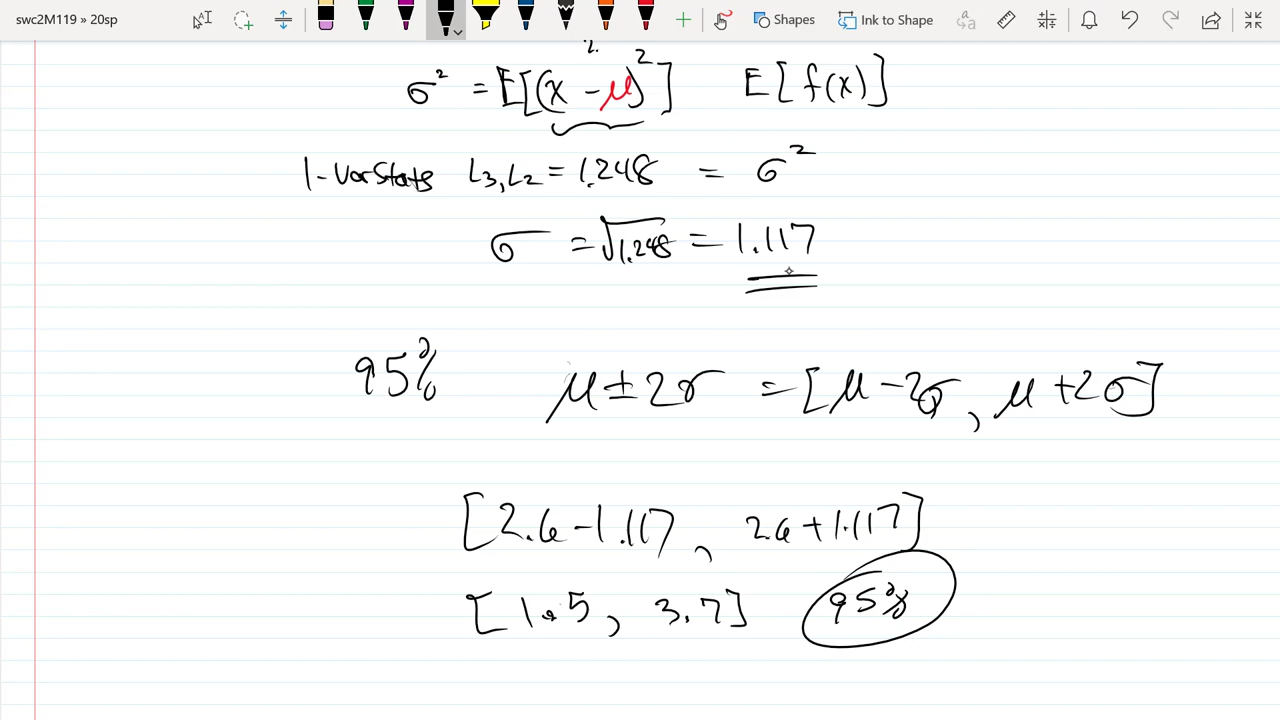 swc2M119 » 20sp
Shapes Ink to Shape
σ² = E[(x - μ)²] E[f(x)]
1-VarStats L₃,L₂ = 1.248 = σ²
σ = √1.248 = 1.117
95% μ ± 2σ = [μ - 2σ, μ + 2σ]
[2.6 - 1.117, 2.6 + 1.117]
[1.5, 3.7] 95%